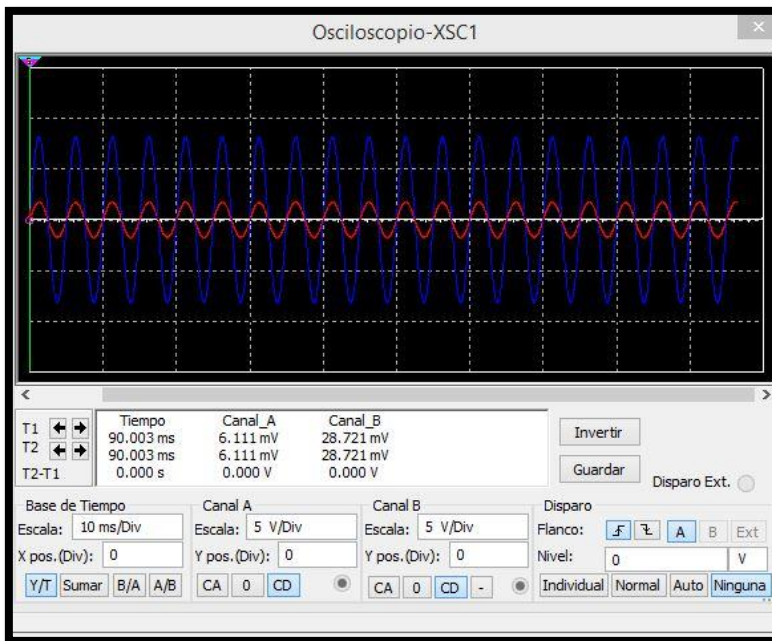 Osciloscopio-XSC1
Tiempo Canal_A Canal_B
T1 90.003 ms 6.111 mV 28.721 mV
T2 90.003 ms 6.111 mV 28.721 mV
T2-T1 0.000 s 0.000 V 0.000 V
Invertir
Guardar
Disparo Ext.
Base de Tiempo
Escala: 10 ms/Div
X pos.(Div): 0
Y/T Sumar B/A A/B
Canal A
Escala: 5 V/Div
Y pos.(Div): 0
CA 0 CD
Canal B
Escala: 5 V/Div
Y pos.(Div): 0
CA 0 CD -
Disparo
Flanco: A B Ext
Nivel: 0 V
Individual Normal Auto Ninguna